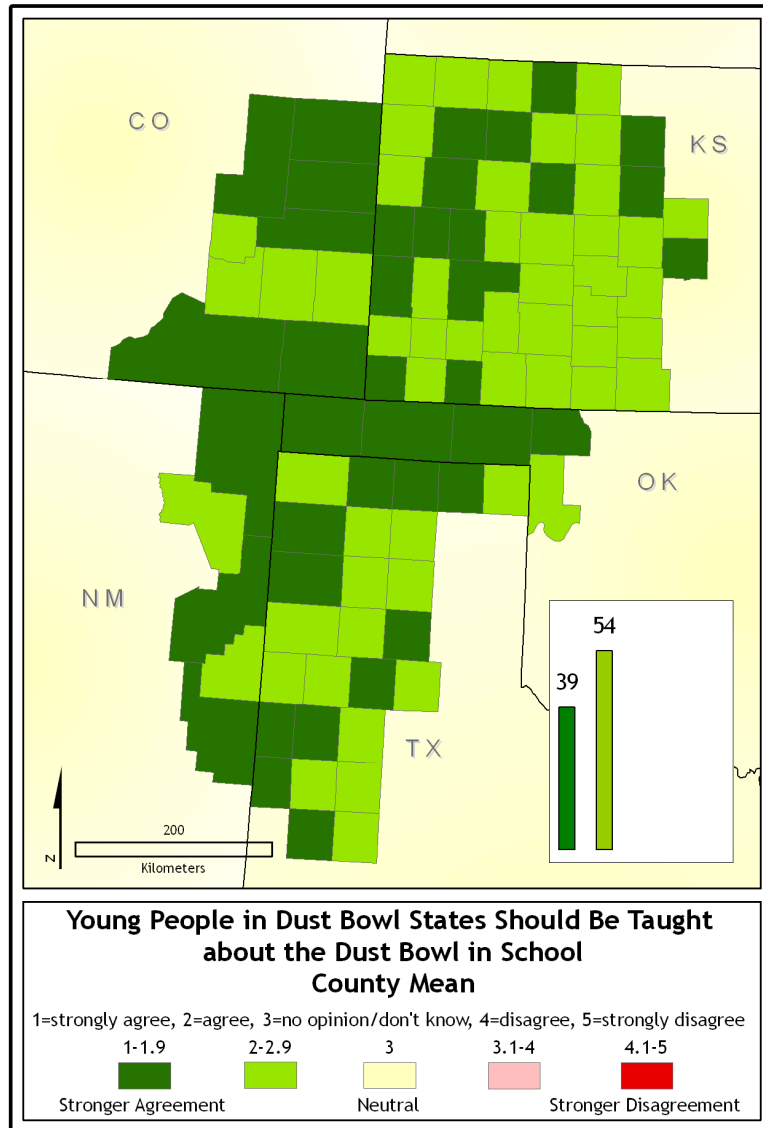 CO
KS
OK
NM
TX
54
39
200
Kilometers
N
Young People in Dust Bowl States Should Be Taught
about the Dust Bowl in School
County Mean
1=strongly agree, 2=agree, 3=no opinion/don't know, 4=disagree, 5=strongly disagree
1-1.9 2-2.9 3 3.1-4 4.1-5
Stronger Agreement Neutral Stronger Disagreement